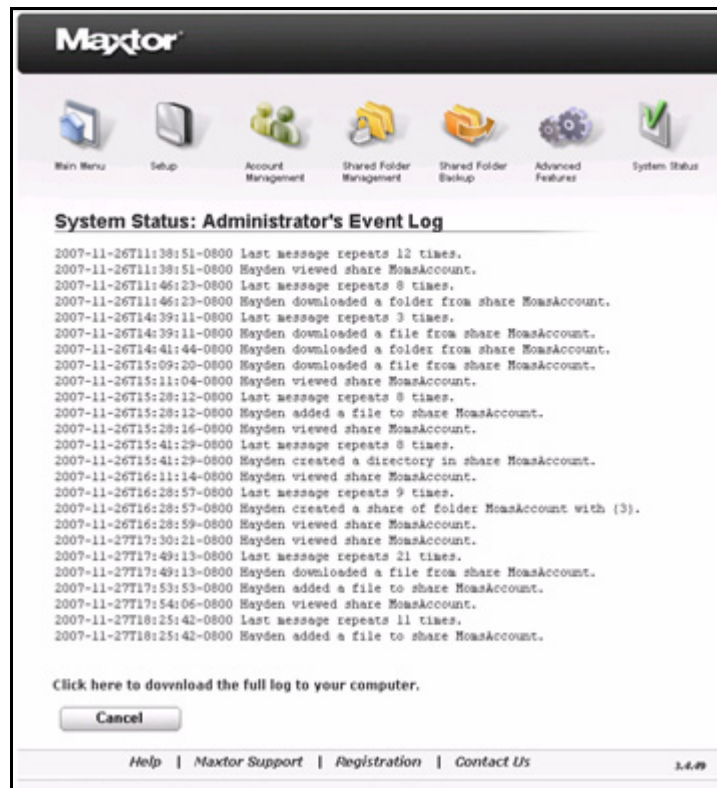 Maxtor
Main Menu
Setup
Account Management
Shared Folder Management
Shared Folder Backup
Advanced Features
System Status
System Status: Administrator's Event Log
2007-11-26T11:38:51-0800 Last message repeats 12 times.
2007-11-26T11:38:51-0800 Hayden viewed share MomsAccount.
2007-11-26T11:46:23-0800 Last message repeats 8 times.
2007-11-26T11:46:23-0800 Hayden downloaded a folder from share MomsAccount.
2007-11-26T14:39:11-0800 Last message repeats 3 times.
2007-11-26T14:39:11-0800 Hayden downloaded a file from share MomsAccount.
2007-11-26T14:41:44-0800 Hayden downloaded a folder from share MomsAccount.
2007-11-26T15:09:20-0800 Hayden downloaded a file from share MomsAccount.
2007-11-26T15:11:04-0800 Hayden viewed share MomsAccount.
2007-11-26T15:28:12-0800 Last message repeats 8 times.
2007-11-26T15:28:12-0800 Hayden added a file to share MomsAccount.
2007-11-26T15:28:16-0800 Hayden viewed share MomsAccount.
2007-11-26T15:41:29-0800 Last message repeats 8 times.
2007-11-26T15:41:29-0800 Hayden created a directory in share MomsAccount.
2007-11-26T16:11:14-0800 Hayden viewed share MomsAccount.
2007-11-26T16:28:57-0800 Last message repeats 9 times.
2007-11-26T16:28:57-0800 Hayden created a share of folder MomsAccount with (3).
2007-11-26T16:28:59-0800 Hayden viewed share MomsAccount.
2007-11-27T17:30:21-0800 Hayden viewed share MomsAccount.
2007-11-27T17:49:13-0800 Last message repeats 21 times.
2007-11-27T17:49:13-0800 Hayden downloaded a file from share MomsAccount.
2007-11-27T17:53:53-0800 Hayden added a file to share MomsAccount.
2007-11-27T17:54:06-0800 Hayden viewed share MomsAccount.
2007-11-27T18:25:42-0800 Last message repeats 11 times.
2007-11-27T18:25:42-0800 Hayden added a file to share MomsAccount.
Click here to download the full log to your computer.
Cancel
Help | Maxtor Support | Registration | Contact Us